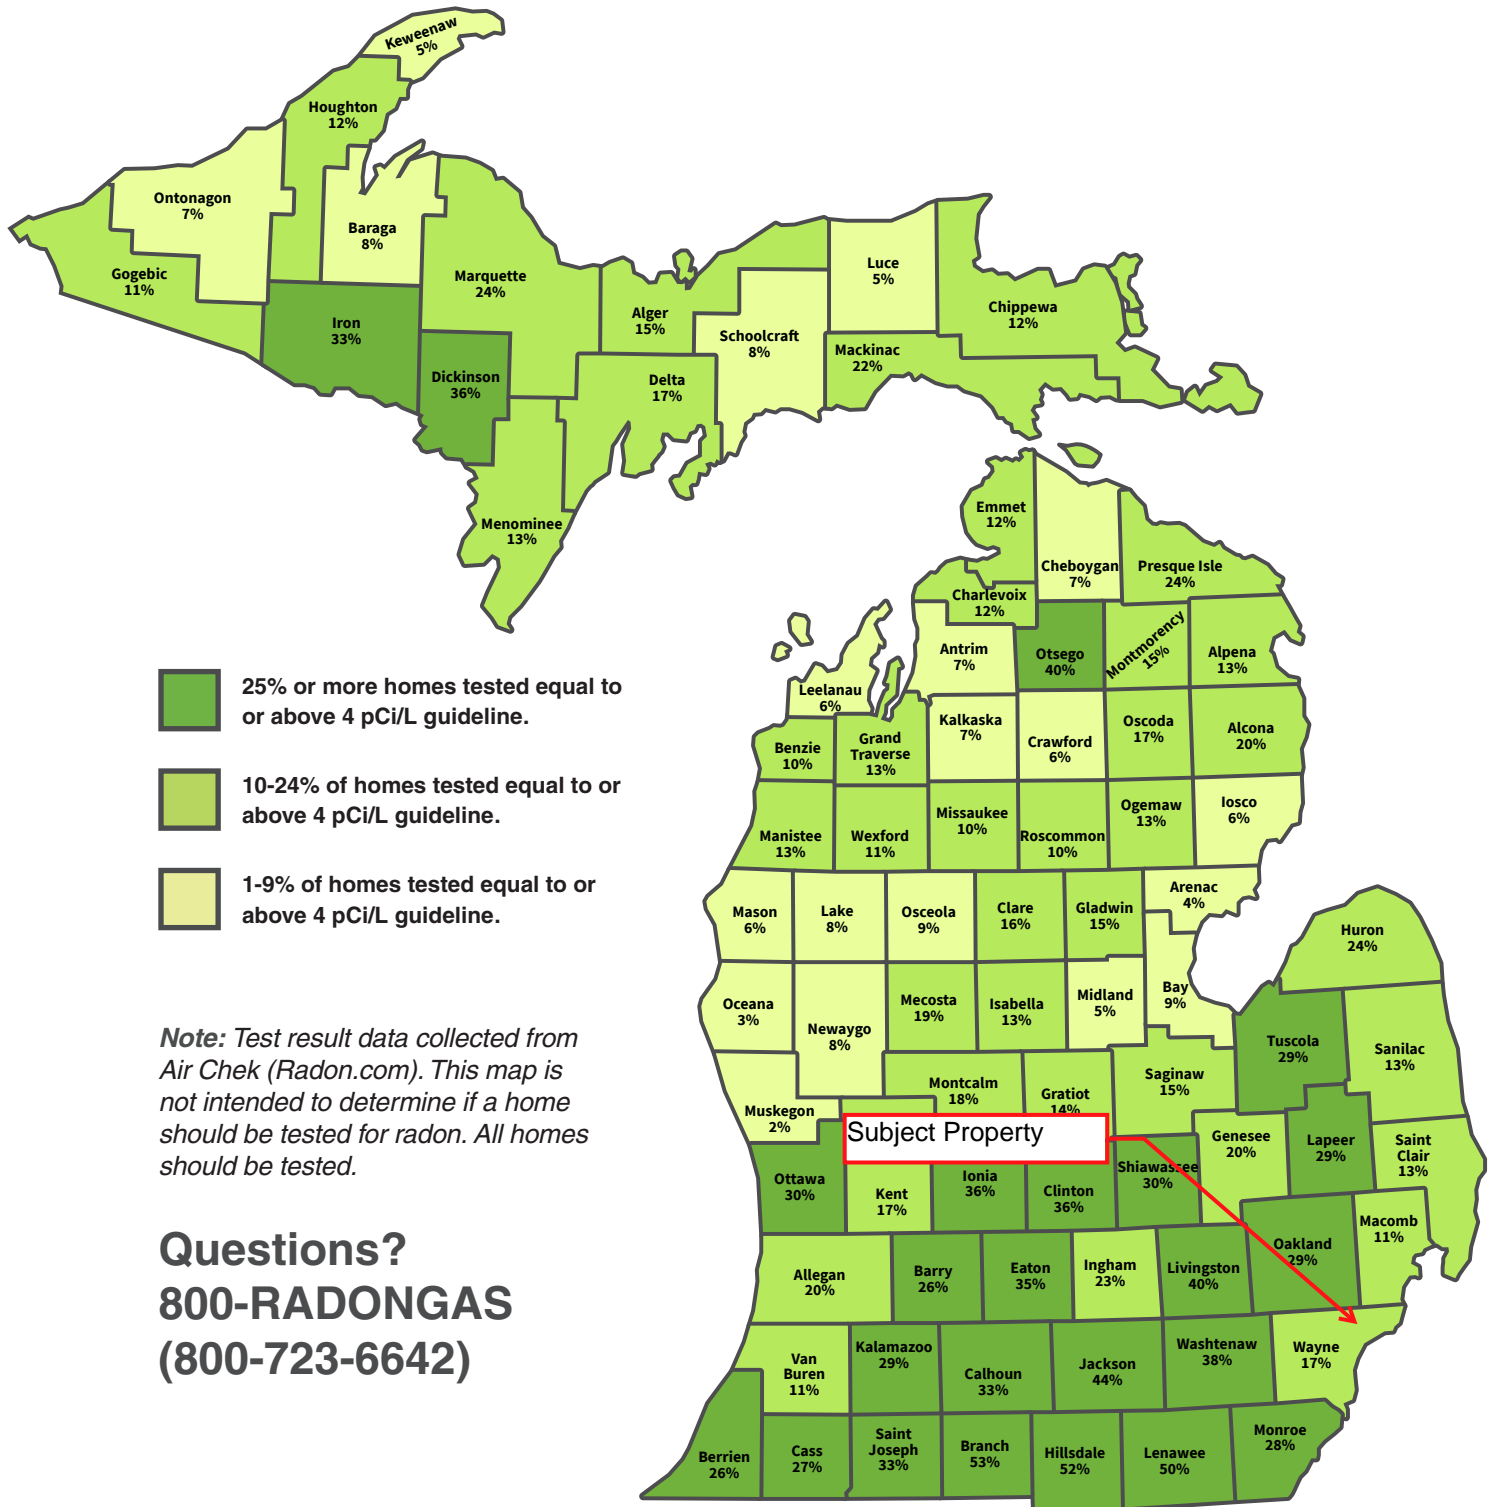 Keweenaw
5%
Houghton
12%
Ontonagon
7%
Baraga
8%
Gogebic
11%
Marquette
24%
Iron
33%
Dickinson
36%
Alger
15%
Schoolcraft
8%
Luce
5%
Chippewa
12%
Mackinac
22%
Delta
17%
Menominee
13%
Emmet
12%
Cheboygan
7%
Presque Isle
24%
Charlevoix
12%
Antrim
7%
Otsego
40%
Montmorency
15%
Alpena
13%
Leelanau
6%
Benzie
10%
Grand
Traverse
13%
Kalkaska
7%
Crawford
6%
Oscoda
17%
Alcona
20%
Manistee
13%
Wexford
11%
Missaukee
10%
Roscommon
10%
Ogemaw
13%
Iosco
6%
25% or more homes tested equal to
or above 4 pCi/L guideline.
10-24% of homes tested equal to or
above 4 pCi/L guideline.
1-9% of homes tested equal to or
above 4 pCi/L guideline.
Mason
6%
Lake
8%
Osceola
9%
Clare
16%
Gladwin
15%
Arenac
4%
Huron
24%
Oceana
3%
Newaygo
8%
Mecosta
19%
Isabella
13%
Midland
5%
Bay
9%
Tuscola
29%
Sanilac
13%
Muskegon
2%
Montcalm
18%
Gratiot
14%
Saginaw
15%
Subject Property
Genesee
20%
Lapeer
29%
Saint
Clair
13%
Ottawa
30%
Kent
17%
Ionia
36%
Clinton
36%
Shiawassee
30%
Macomb
11%
Oakland
29%
Allegan
20%
Barry
26%
Eaton
35%
Ingham
23%
Livingston
40%
Van
Buren
11%
Kalamazoo
29%
Calhoun
33%
Jackson
44%
Washtenaw
38%
Wayne
17%
Berrien
26%
Cass
27%
Saint
Joseph
33%
Branch
53%
Hillsdale
52%
Lenawee
50%
Monroe
28%
Note: Test result data collected from
Air Chek (Radon.com). This map is
not intended to determine if a home
should be tested for radon. All homes
should be tested.
Questions?
800-RADONGAS
(800-723-6642)